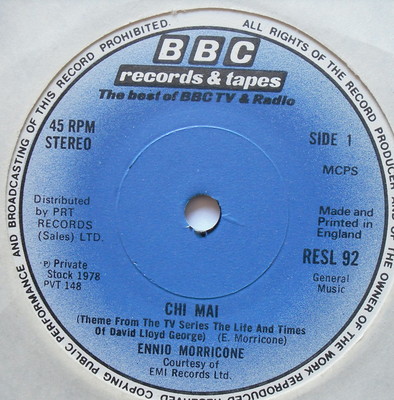 ALL RIGHTS OF THE RECORD PRODUCER AND OF THE OWNER OF THE WORK REPRODUCED RESERVED COPYING PUBLIC PERFORMANCE AND BROADCASTING OF THIS RECORD PROHIBITED.
BBC
records & tapes
The best of BBC TV & Radio
45 RPM
STEREO
SIDE 1
MCPS
Distributed
by PRT
RECORDS
(Sales) LTD.
Made and
Printed in
England
RESL 92
General
Music
℗ Private
Stock 1978
PVT 148
CHI MAI
(Theme From The TV Series The Life And Times
Of David Lloyd George) (E. Morricone)
ENNIO MORRICONE
Courtesy of
EMI Records Ltd.